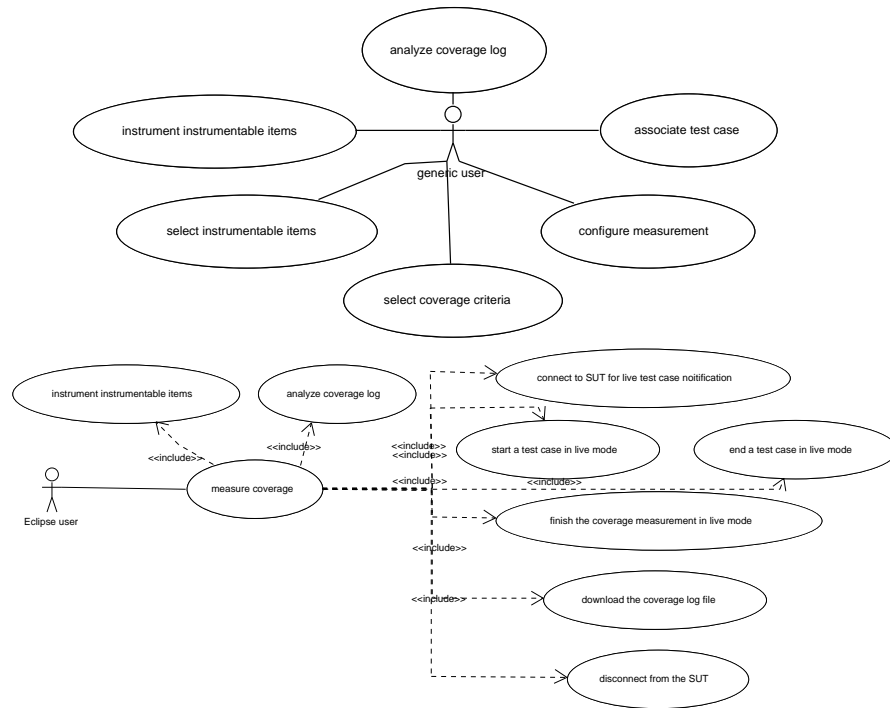 analyze coverage log
instrument instrumentable items
associate test case
generic user
select instrumentable items
configure measurement
select coverage criteria
connect to SUT for live test case noitification
instrument instrumentable items
analyze coverage log
<<include>>
<<include>>
<<include>>
<<include>>
start a test case in live mode
end a test case in live mode
<<include>>
<<include>>
measure coverage
Eclipse user
finish the coverage measurement in live mode
<<include>>
<<include>>
download the coverage log file
disconnect from the SUT